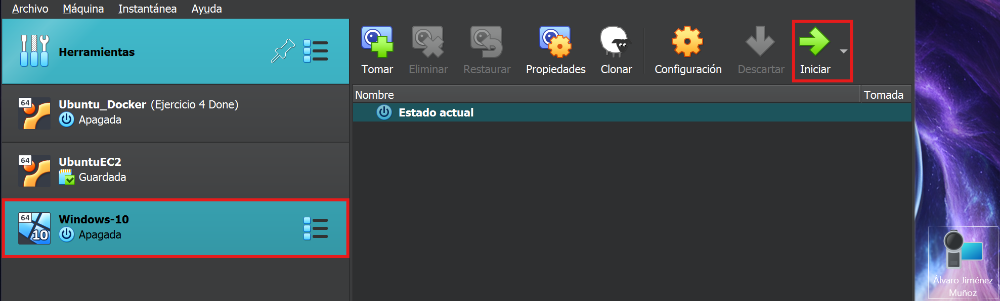 Archivo Máquina Instantánea Ayuda
Herramientas
Tomar Eliminar Restaurar Propiedades Clonar Configuración Descartar Iniciar
Nombre Tomada
Estado actual
64 Ubuntu_Docker (Ejercicio 4 Done)
Apagada
64 UbuntuEC2
Guardada
64 10 Windows-10
Apagada
Álvaro Jiménez
Muñoz